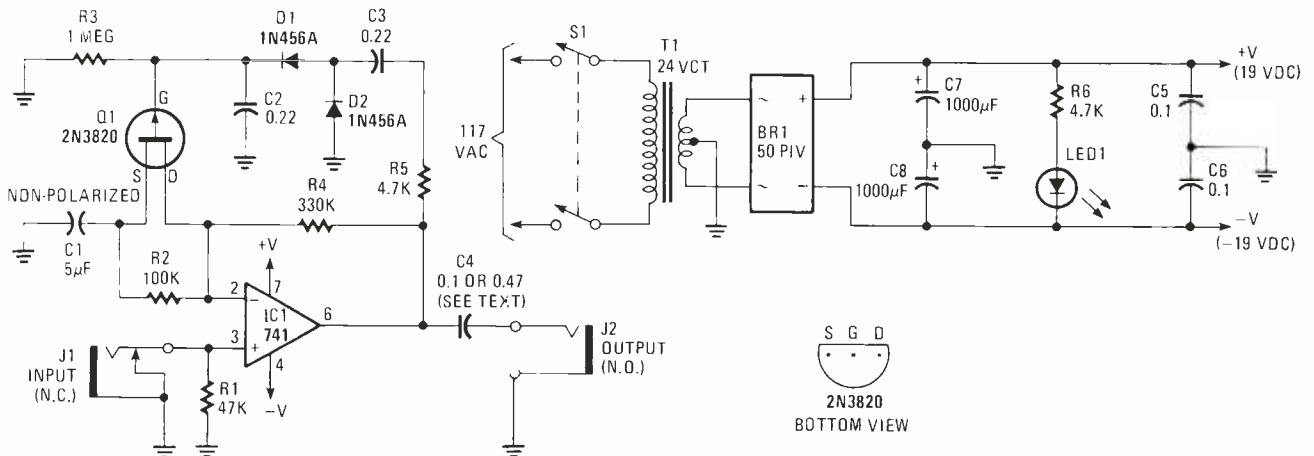 R3
1 MEG
D1
1N456A
C3
0.22
G
Q1
2N3820
S
D
C2
0.22
D2
1N456A
NON-POLARIZED
C1
5µF
R4
330K
R5
4.7K
R2
100K
+V
2
7
−
IC1
741
6
3
+
4
−V
J1
INPUT
(N.C.)
R1
47K
C4
0.1 OR 0.47
(SEE TEXT)
J2
OUTPUT
(N.O.)
117
VAC
S1
T1
24 VCT
~
+
BR1
50 PIV
~
−
+
C7
1000µF
C8
+
1000µF
R6
4.7K
LED1
C5
0.1
C6
0.1
+V
(19 VDC)
−V
(−19 VDC)
S G D
2N3820
BOTTOM VIEW